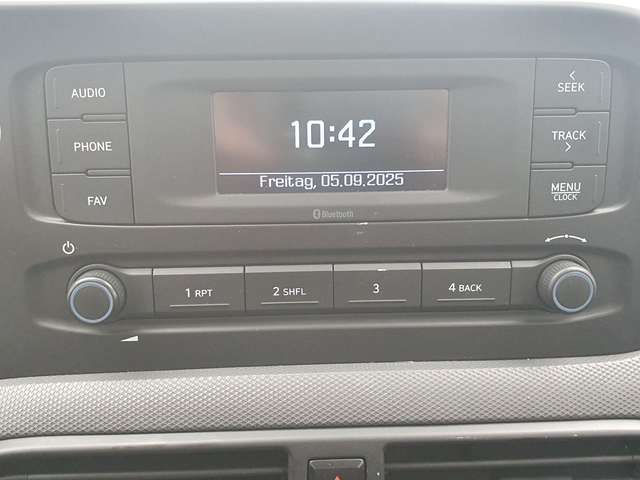 AUDIO
PHONE
FAV
10:42
Freitag, 05.09.2025
Bluetooth
< SEEK
TRACK >
MENU
CLOCK
1 RPT
2 SHFL
3
4 BACK